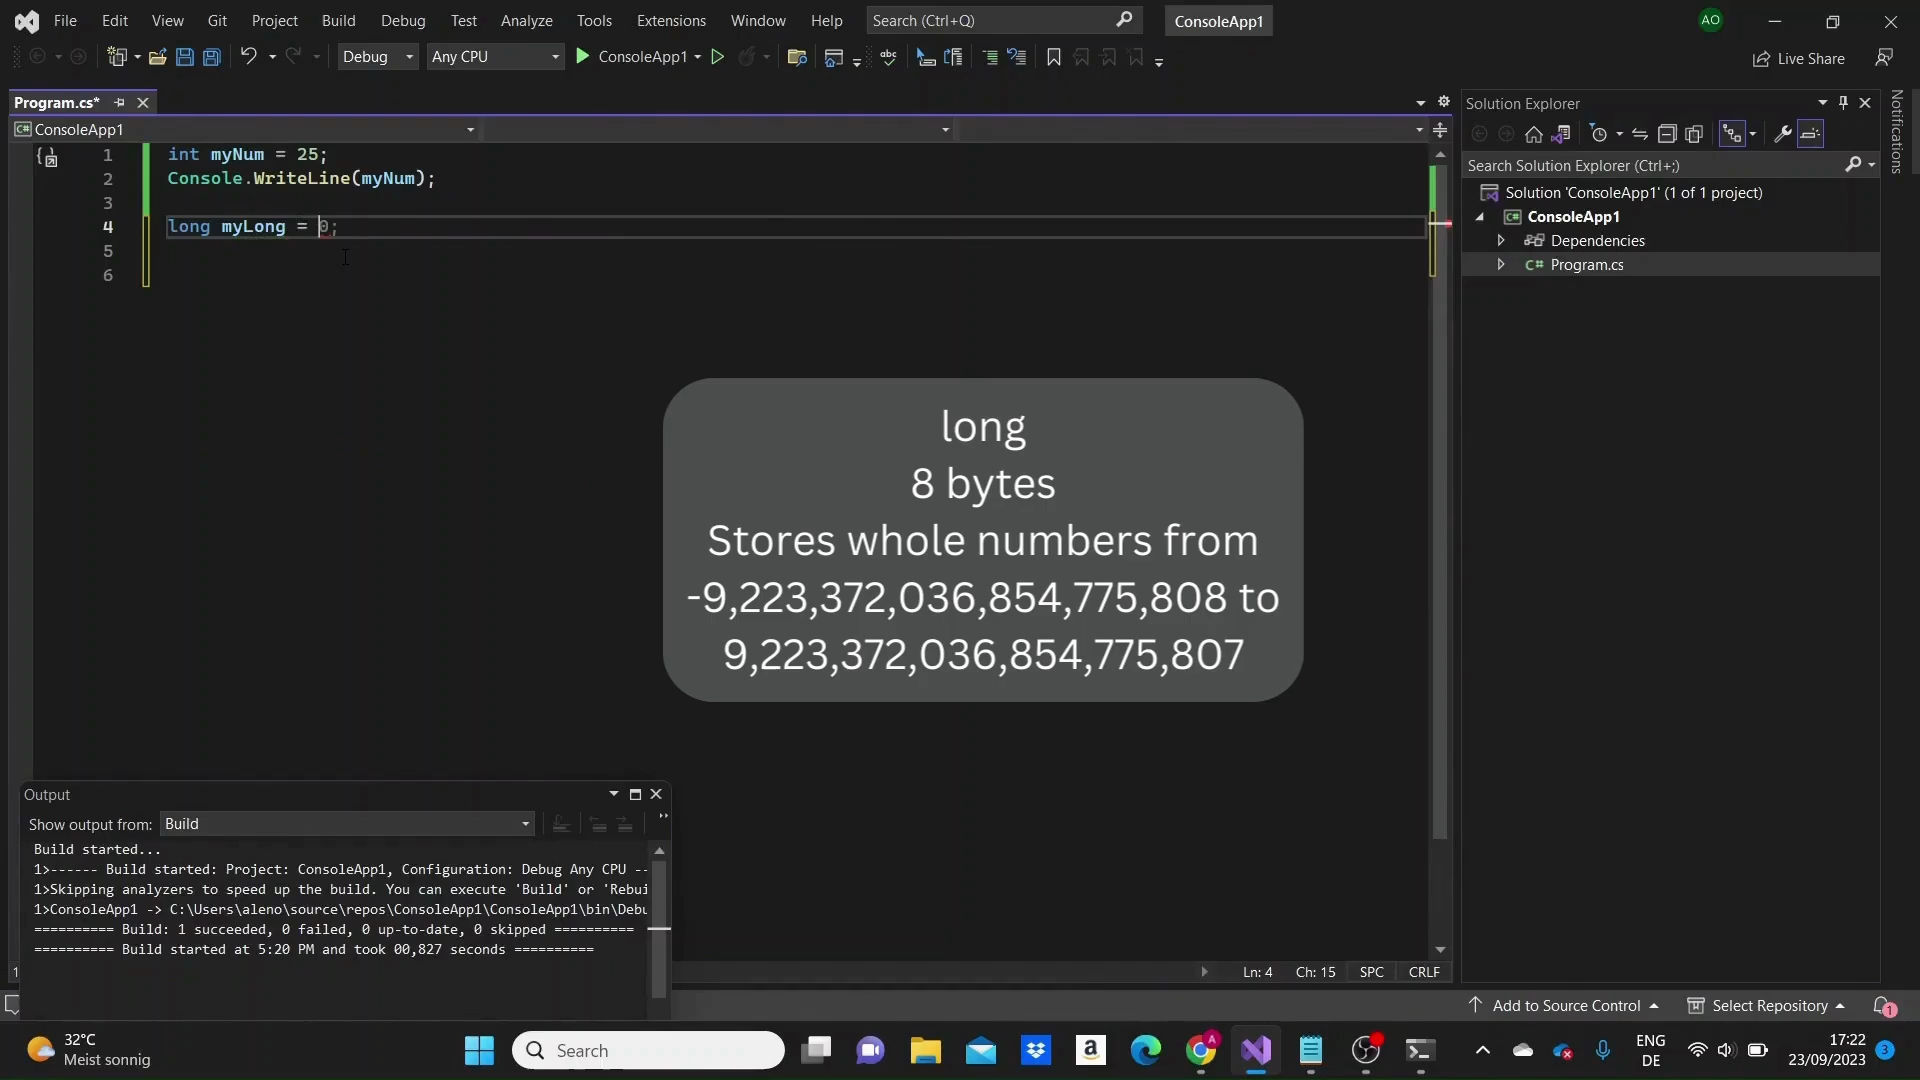 File Edit View Git Project Build Debug Test Analyze Tools Extensions Window Help Search (Ctrl+Q) ConsoleApp1 AO
Debug Any CPU ConsoleApp1 Live Share
Program.cs*
ConsoleApp1
1 int myNum = 25;
2 Console.WriteLine(myNum);
3
4 long myLong = 0;
5
6
long
8 bytes
Stores whole numbers from
-9,223,372,036,854,775,808 to
9,223,372,036,854,775,807
Solution Explorer
Search Solution Explorer (Ctrl+;)
Solution 'ConsoleApp1' (1 of 1 project)
C# ConsoleApp1
Dependencies
C# Program.cs
Notifications
Output
Show output from: Build
Build started...
1>------ Build started: Project: ConsoleApp1, Configuration: Debug Any CPU --
1>Skipping analyzers to speed up the build. You can execute 'Build' or 'Rebui
1>ConsoleApp1 -> C:\Users\aleno\source\repos\ConsoleApp1\ConsoleApp1\bin\Debu
========== Build: 1 succeeded, 0 failed, 0 up-to-date, 0 skipped ==========
========== Build started at 5:20 PM and took 00,827 seconds ==========
Ln: 4 Ch: 15 SPC CRLF
Add to Source Control Select Repository 1
32°C
Meist sonnig
Search
ENG
DE
17:22
23/09/2023
3